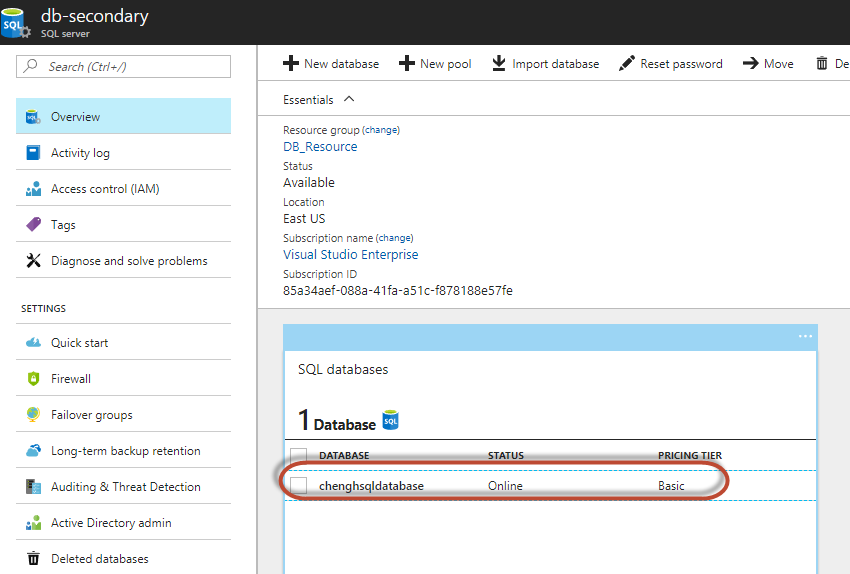 db-secondary
SQL server
Search (Ctrl+/)
Overview
Activity log
Access control (IAM)
Tags
Diagnose and solve problems
SETTINGS
Quick start
Firewall
Failover groups
Long-term backup retention
Auditing & Threat Detection
Active Directory admin
Deleted databases
New database New pool Import database Reset password Move De
Essentials
Resource group (change)
DB_Resource
Status
Available
Location
East US
Subscription name (change)
Visual Studio Enterprise
Subscription ID
85a34aef-088a-41fa-a51c-f878188e57fe
...
SQL databases
1 Database SQL
DATABASE STATUS PRICING TIER
chenghsqldatabase Online Basic